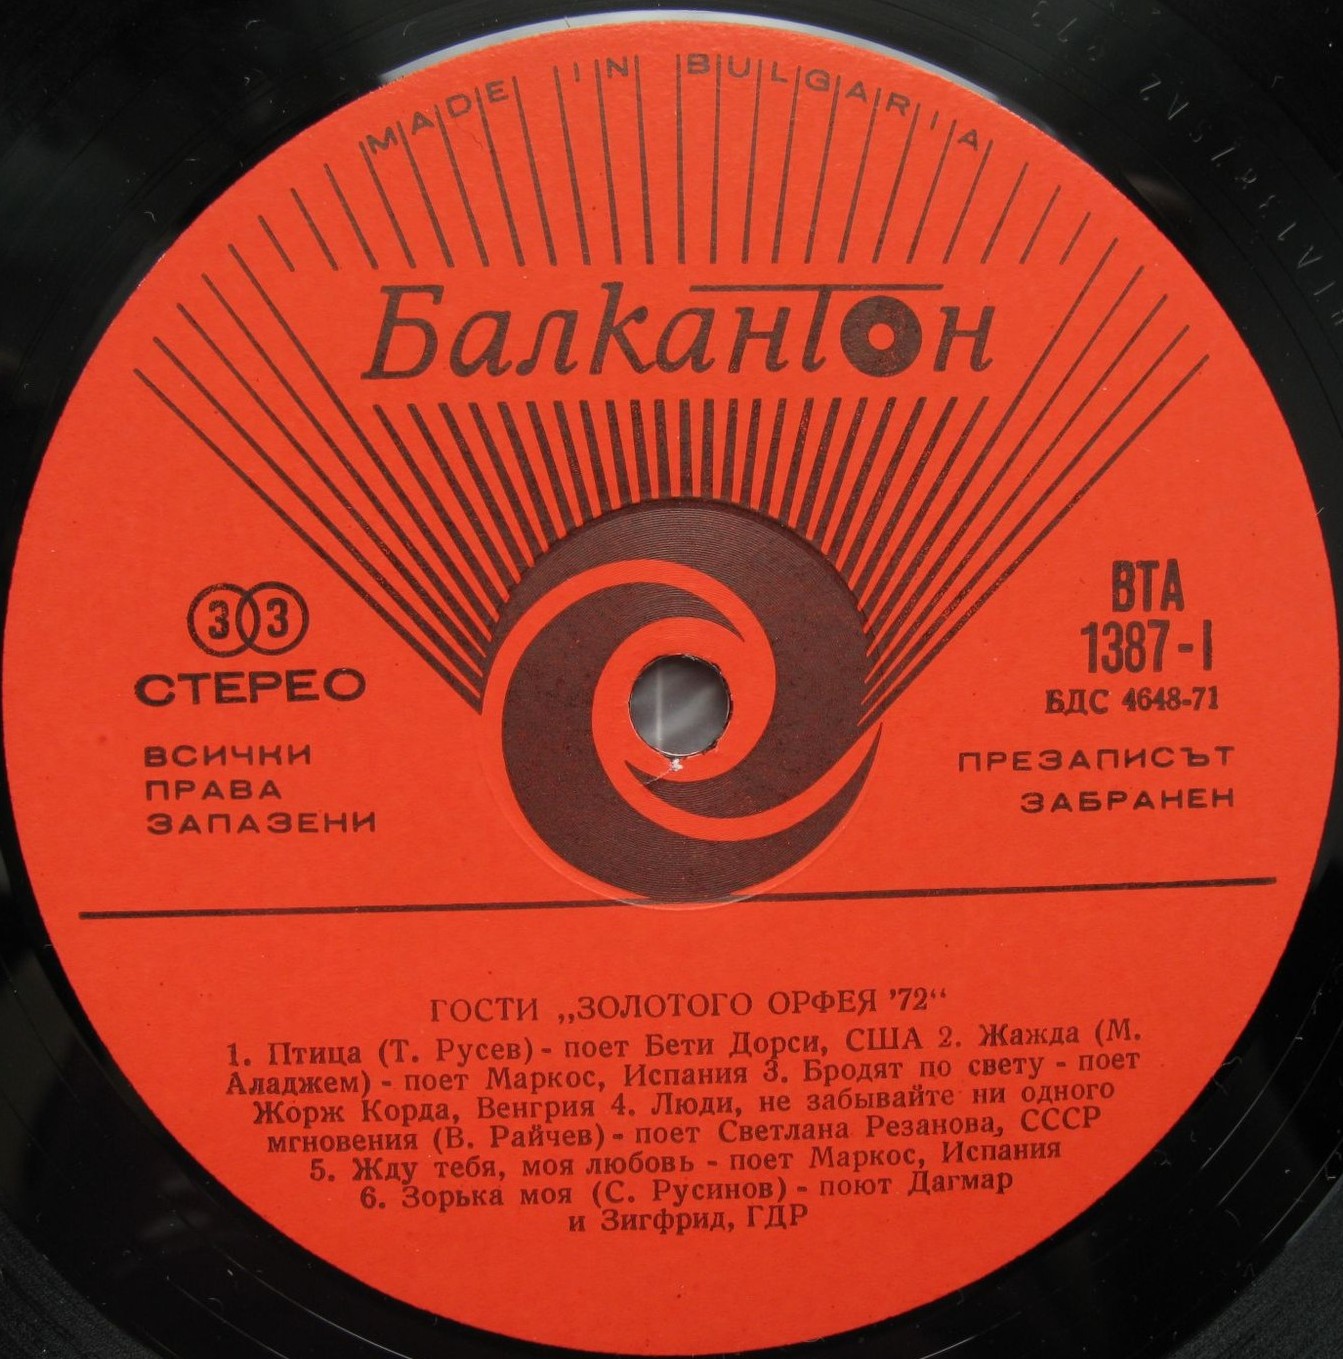 MADE IN BULGARIA
Балкантон
33
СТЕРЕО
ВСИЧКИ
ПРАВА
ЗАПАЗЕНИ
ВТА
1387-I
БДС 4648-71
ПРЕЗАПИСЪТ
ЗАБРАНЕН
ГОСТИ „ЗОЛОТОГО ОРФЕЯ '72“
1. Птица (Т. Русев) - поет Бети Дорси, США 2. Жажда (М.
Аладжем) - поет Маркос, Испания 3. Бродят по свету - поет
Жорж Корда, Венгрия 4. Люди, не забывайте ни одного
мгновения (В. Райчев) - поет Светлана Резанова, СССР
5. Жду тебя, моя любовь - поет Маркос, Испания
6. Зорька моя (С. Русинов) - поют Дагмар
и Зигфрид, ГДР